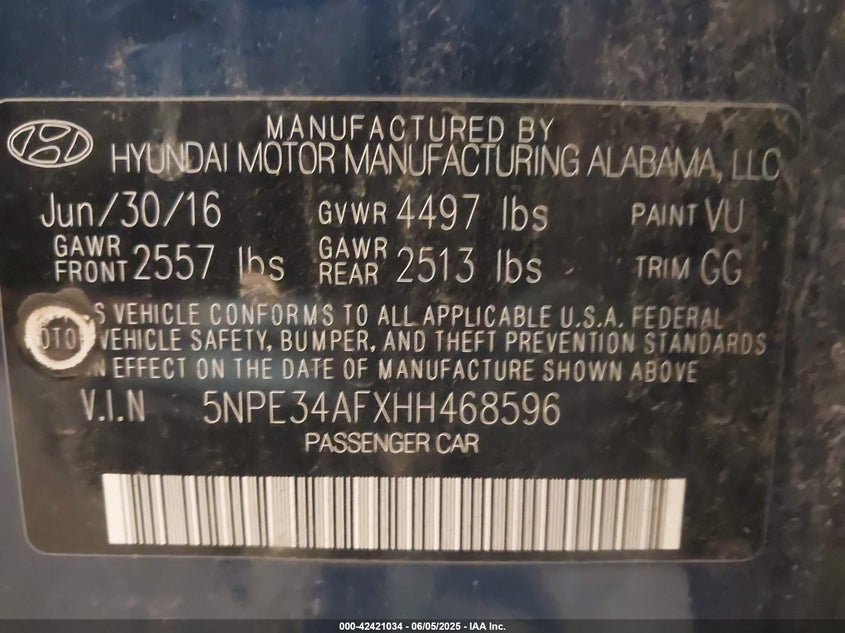 MANUFACTURED BY
HYUNDAI MOTOR MANUFACTURING ALABAMA, LLC
Jun/30/16 GVWR 4497 lbs PAINT VU
GAWR FRONT 2557 lbs GAWR REAR 2513 lbs TRIM GG
S VEHICLE CONFORMS TO ALL APPLICABLE U.S.A. FEDERAL
VEHICLE SAFETY, BUMPER, AND THEFT PREVENTION STANDARDS
IN EFFECT ON THE DATE OF MANUFACTURE SHOWN ABOVE
V.I.N 5NPE34AFXHH468596
PASSENGER CAR
000-42421034 - 06/05/2025 - IAA Inc.